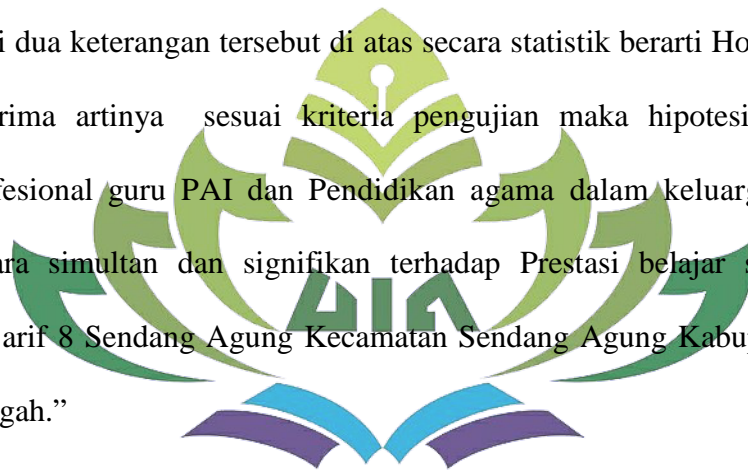 i dua keterangan tersebut di atas secara statistik berarti Ho
rima artinya sesuai kriteria pengujian maka hipotesi
fesional guru PAI dan Pendidikan agama dalam keluarg
ara simultan dan signifikan terhadap Prestasi belajar s
arif 8 Sendang Agung Kecamatan Sendang Agung Kabup
gah.”